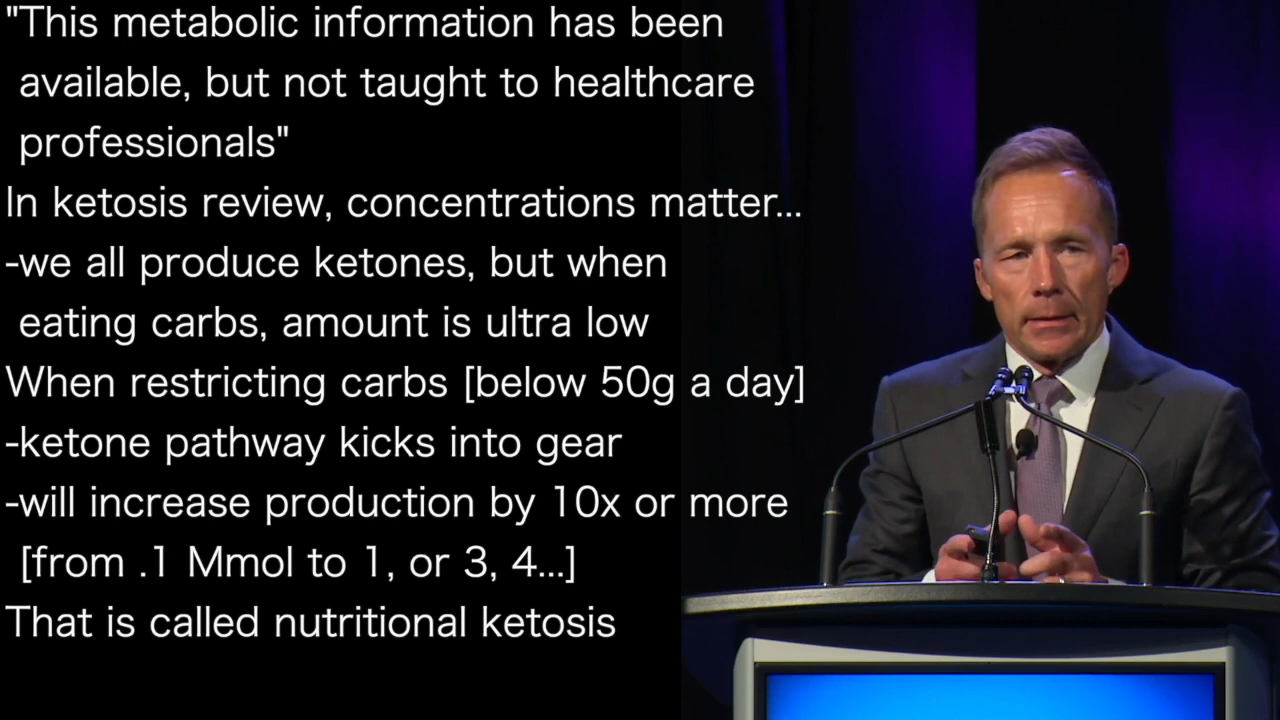 "This metabolic information has been
available, but not taught to healthcare
professionals"
In ketosis review, concentrations matter...
-we all produce ketones, but when
eating carbs, amount is ultra low
When restricting carbs [below 50g a day]
-ketone pathway kicks into gear
-will increase production by 10x or more
[from .1 Mmol to 1, or 3, 4...]
That is called nutritional ketosis